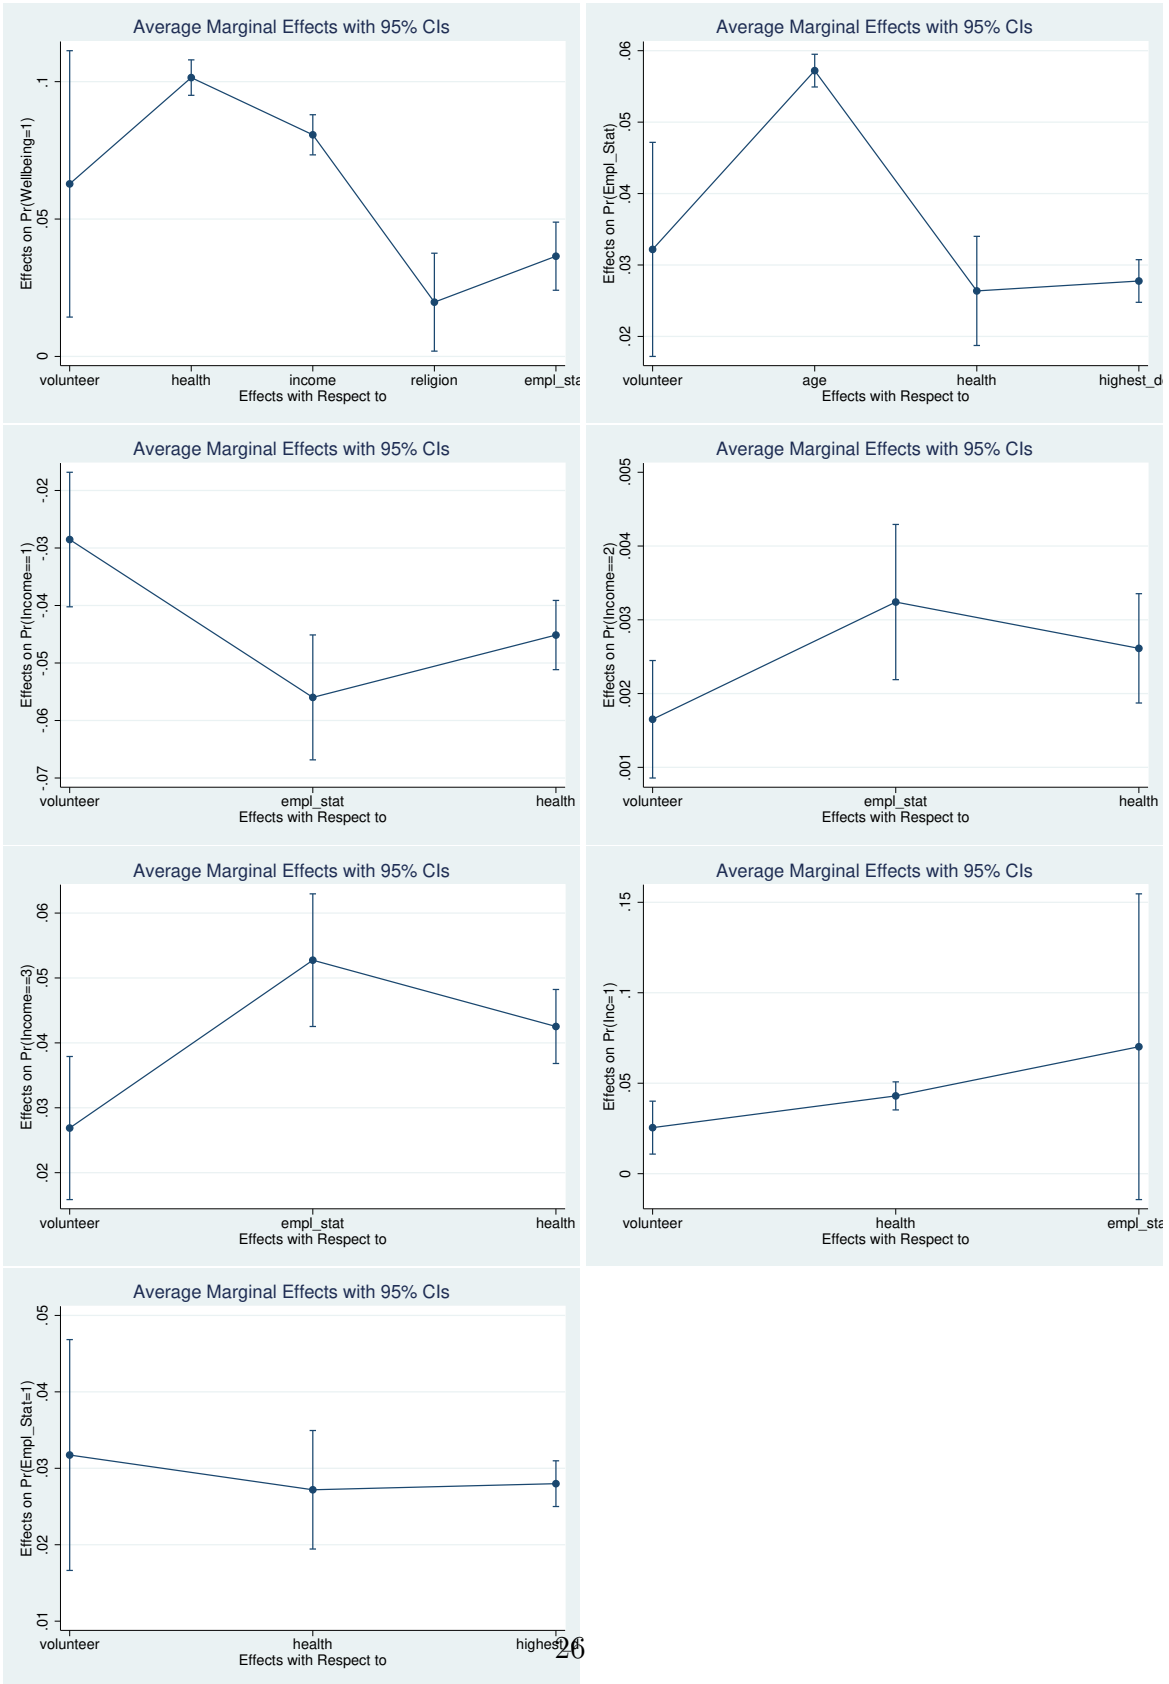 Average Marginal Effects with 95% CIs
Effects on Pr(Wellbeing=1)
.1
.05
0
volunteer health income religion empl_sta
Effects with Respect to
Average Marginal Effects with 95% CIs
Effects on Pr(Empl_Stat)
.06
.05
.04
.03
.02
volunteer age health highest_d
Effects with Respect to
Average Marginal Effects with 95% CIs
Effects on Pr(Income==1)
-.02
-.03
-.04
-.05
-.06
-.07
volunteer empl_stat health
Effects with Respect to
Average Marginal Effects with 95% CIs
Effects on Pr(Income==2)
.005
.004
.003
.002
.001
volunteer empl_stat health
Effects with Respect to
Average Marginal Effects with 95% CIs
Effects on Pr(Income==3)
.06
.05
.04
.03
.02
volunteer empl_stat health
Effects with Respect to
Average Marginal Effects with 95% CIs
Effects on Pr(Inc=1)
.15
.1
.05
0
volunteer health empl_sta
Effects with Respect to
Average Marginal Effects with 95% CIs
Effects on Pr(Empl_Stat=1)
.05
.04
.03
.02
.01
volunteer health
Effects with Respect to
26